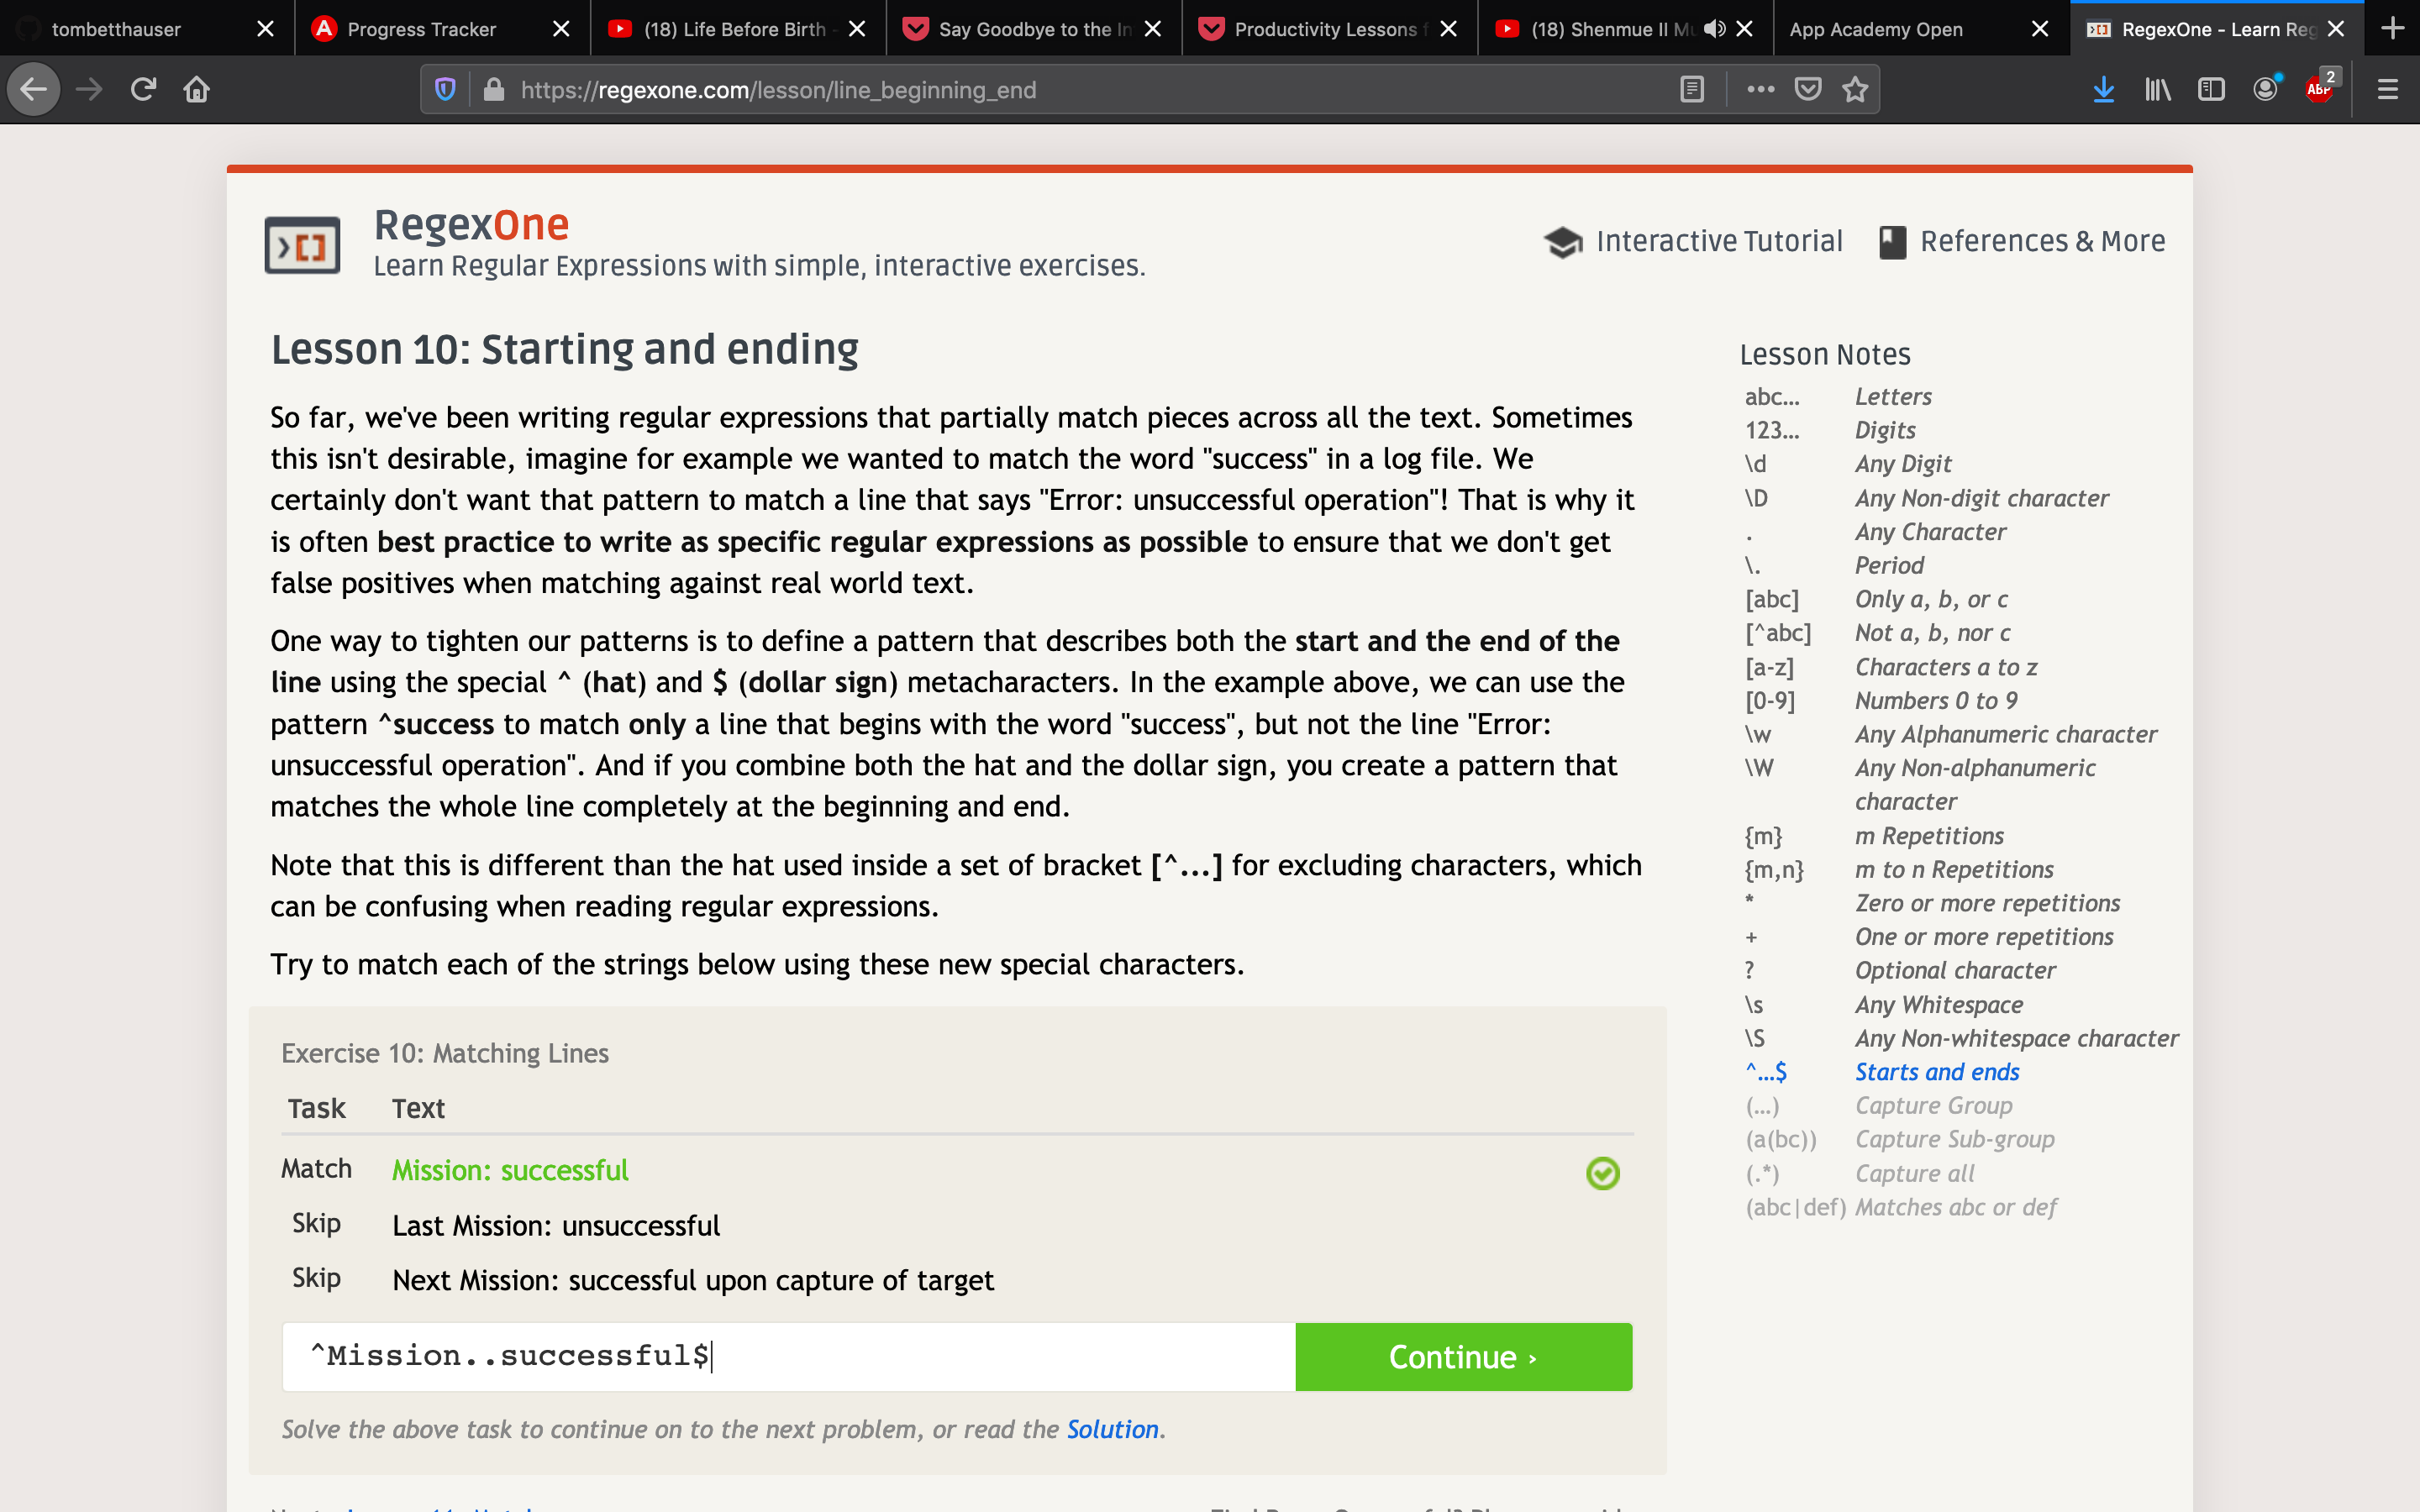 tombetthauser
Progress Tracker
(18) Life Before Birth -
Say Goodbye to the In
Productivity Lessons f
(18) Shenmue II Mu
App Academy Open
RegexOne - Learn Reg
https://regexone.com/lesson/line_beginning_end
ABP
2
RegexOne
Learn Regular Expressions with simple, interactive exercises.
Interactive Tutorial
References & More
Lesson 10: Starting and ending
So far, we've been writing regular expressions that partially match pieces across all the text. Sometimes
this isn't desirable, imagine for example we wanted to match the word "success" in a log file. We
certainly don't want that pattern to match a line that says "Error: unsuccessful operation"! That is why it
is often best practice to write as specific regular expressions as possible to ensure that we don't get
false positives when matching against real world text.
One way to tighten our patterns is to define a pattern that describes both the start and the end of the
line using the special ^ (hat) and $ (dollar sign) metacharacters. In the example above, we can use the
pattern ^success to match only a line that begins with the word "success", but not the line "Error:
unsuccessful operation". And if you combine both the hat and the dollar sign, you create a pattern that
matches the whole line completely at the beginning and end.
Note that this is different than the hat used inside a set of bracket [^...] for excluding characters, which
can be confusing when reading regular expressions.
Try to match each of the strings below using these new special characters.
Exercise 10: Matching Lines
Task Text
Match Mission: successful
Skip Last Mission: unsuccessful
Skip Next Mission: successful upon capture of target
^Mission..successful$
Continue ›
Solve the above task to continue on to the next problem, or read the Solution.
Lesson Notes
abc... Letters
123... Digits
\d Any Digit
\D Any Non-digit character
. Any Character
\. Period
[abc] Only a, b, or c
[^abc] Not a, b, nor c
[a-z] Characters a to z
[0-9] Numbers 0 to 9
\w Any Alphanumeric character
\W Any Non-alphanumeric
character
{m} m Repetitions
{m,n} m to n Repetitions
* Zero or more repetitions
+ One or more repetitions
? Optional character
\s Any Whitespace
\S Any Non-whitespace character
^...$ Starts and ends
(...) Capture Group
(a(bc)) Capture Sub-group
(.*) Capture all
(abc|def) Matches abc or def